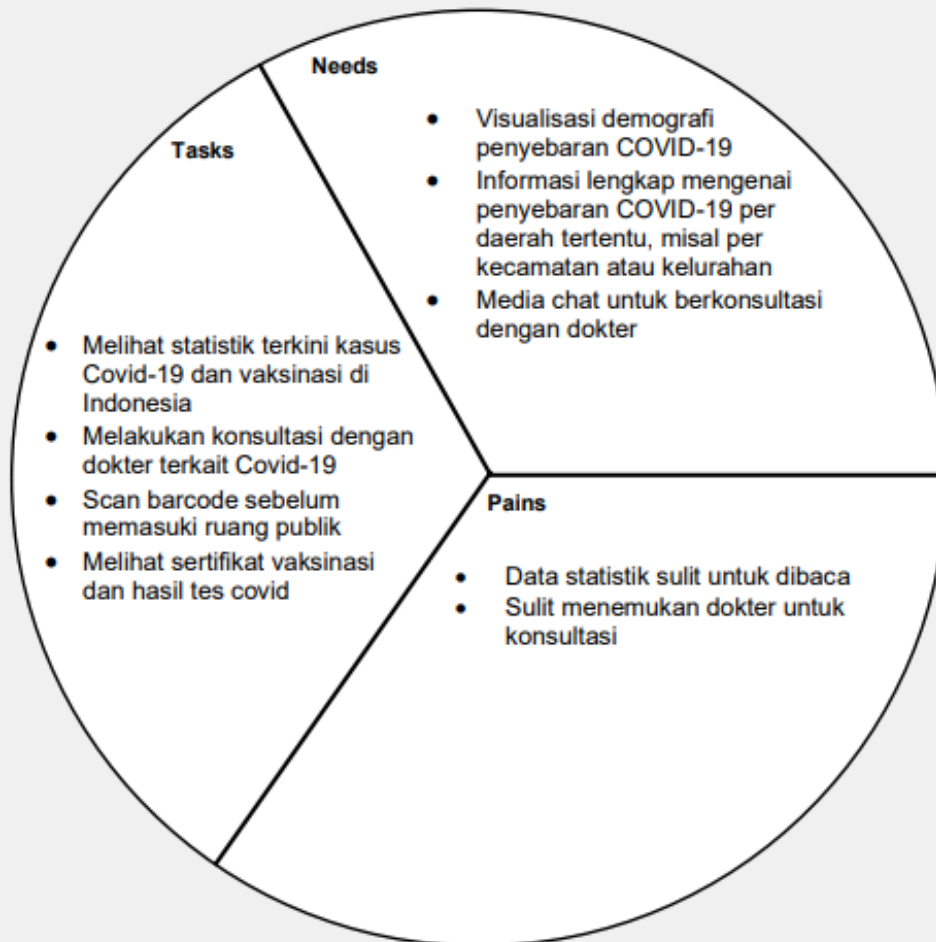 Needs
• Visualisasi demografi
penyebaran COVID-19
• Informasi lengkap mengenai
penyebaran COVID-19 per
daerah tertentu, misal per
kecamatan atau kelurahan
• Media chat untuk berkonsultasi
dengan dokter
Tasks
• Melihat statistik terkini kasus
Covid-19 dan vaksinasi di
Indonesia
• Melakukan konsultasi dengan
dokter terkait Covid-19
• Scan barcode sebelum
memasuki ruang publik
• Melihat sertifikat vaksinasi
dan hasil tes covid
Pains
• Data statistik sulit untuk dibaca
• Sulit menemukan dokter untuk
konsultasi